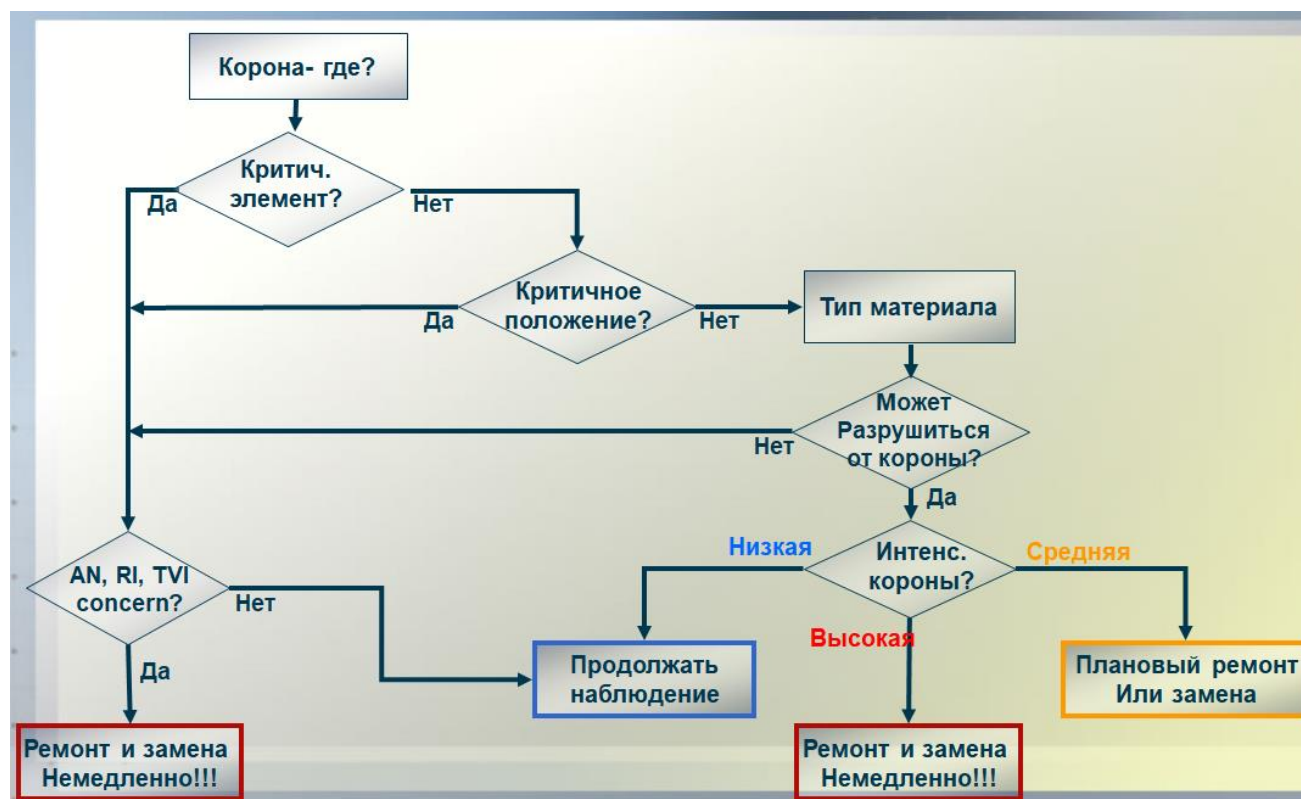 Корона- где?
Критич.
элемент?
Да
Нет
Критичное
положение?
Да
Нет
Тип материала
Может
Разрушиться
от короны?
Нет
Да
Низкая
Интенс.
короны?
Средняя
AN, RI, TVI
concern?
Нет
Высокая
Да
Продолжать
наблюдение
Плановый ремонт
Или замена
Ремонт и замена
Немедленно!!!
Ремонт и замена
Немедленно!!!